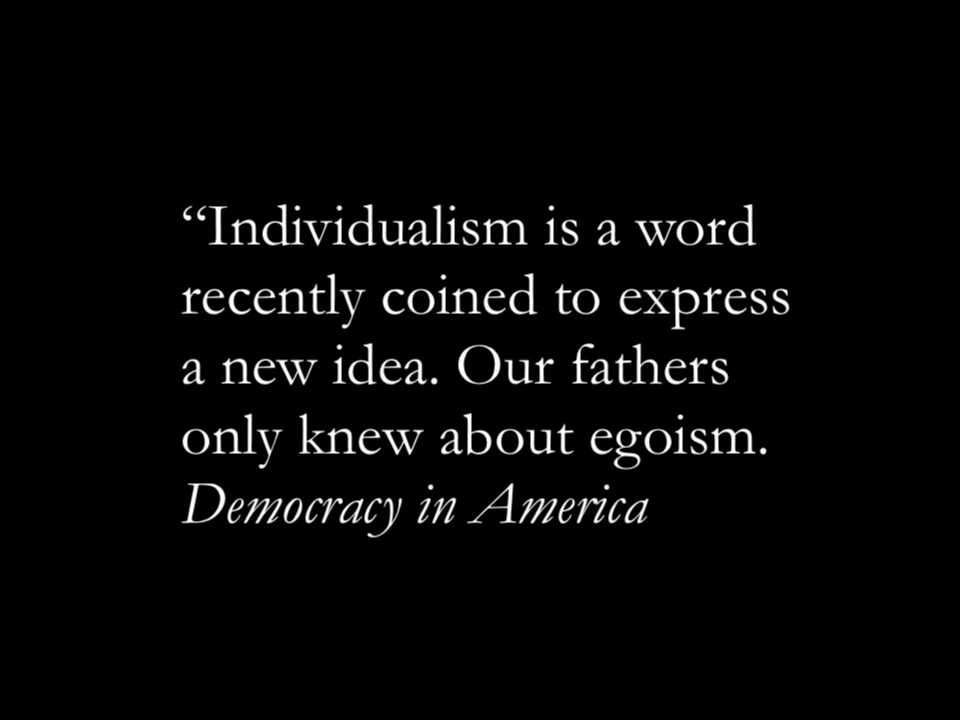 “Individualism is a word
recently coined to express
a new idea. Our fathers
only knew about egoism.
Democracy in America